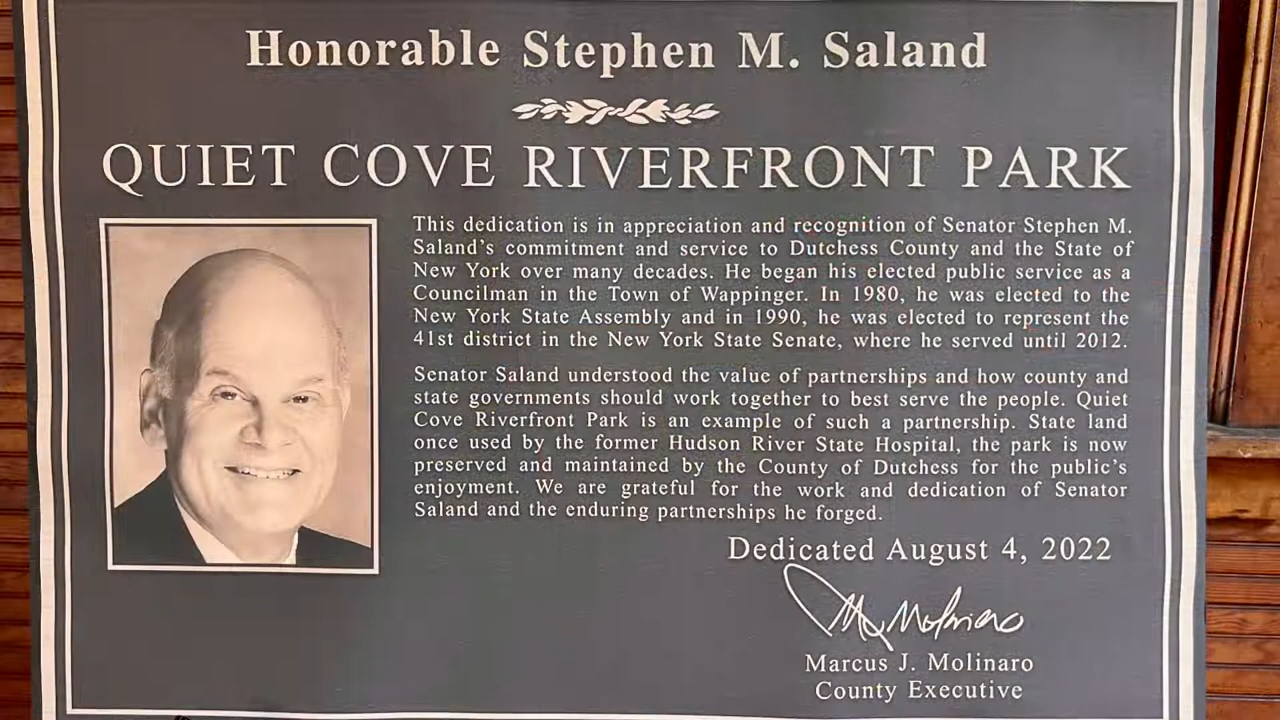 Honorable Stephen M. Saland
QUIET COVE RIVERFRONT PARK
This dedication is in appreciation and recognition of Senator Stephen M.
Saland's commitment and service to Dutchess County and the State of
New York over many decades. He began his elected public service as a
Councilman in the Town of Wappinger. In 1980, he was elected to the
New York State Assembly and in 1990, he was elected to represent the
41st district in the New York State Senate, where he served until 2012.
Senator Saland understood the value of partnerships and how county and
state governments should work together to best serve the people. Quiet
Cove Riverfront Park is an example of such a partnership. State land
once used by the former Hudson River State Hospital, the park is now
preserved and maintained by the County of Dutchess for the public's
enjoyment. We are grateful for the work and dedication of Senator
Saland and the enduring partnerships he forged.
Dedicated August 4, 2022
M Molinaro
Marcus J. Molinaro
County Executive